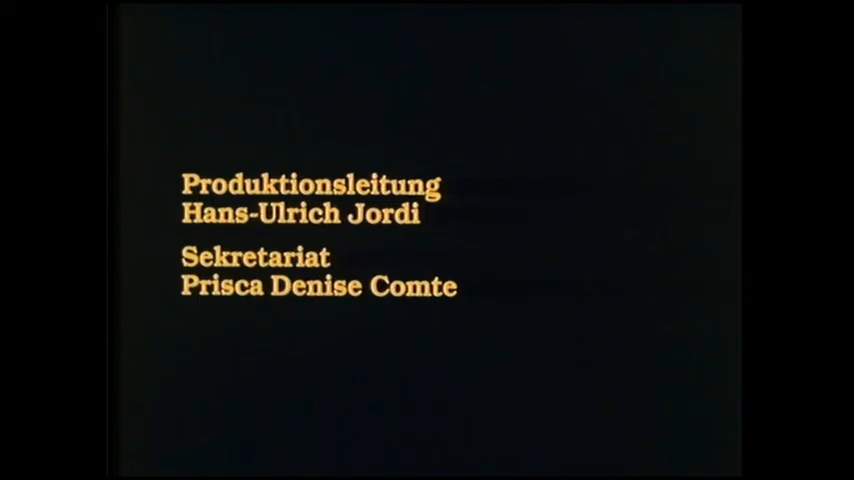 Produktionsleitung
Hans-Ulrich Jordi
Sekretariat
Prisca Denise Comte